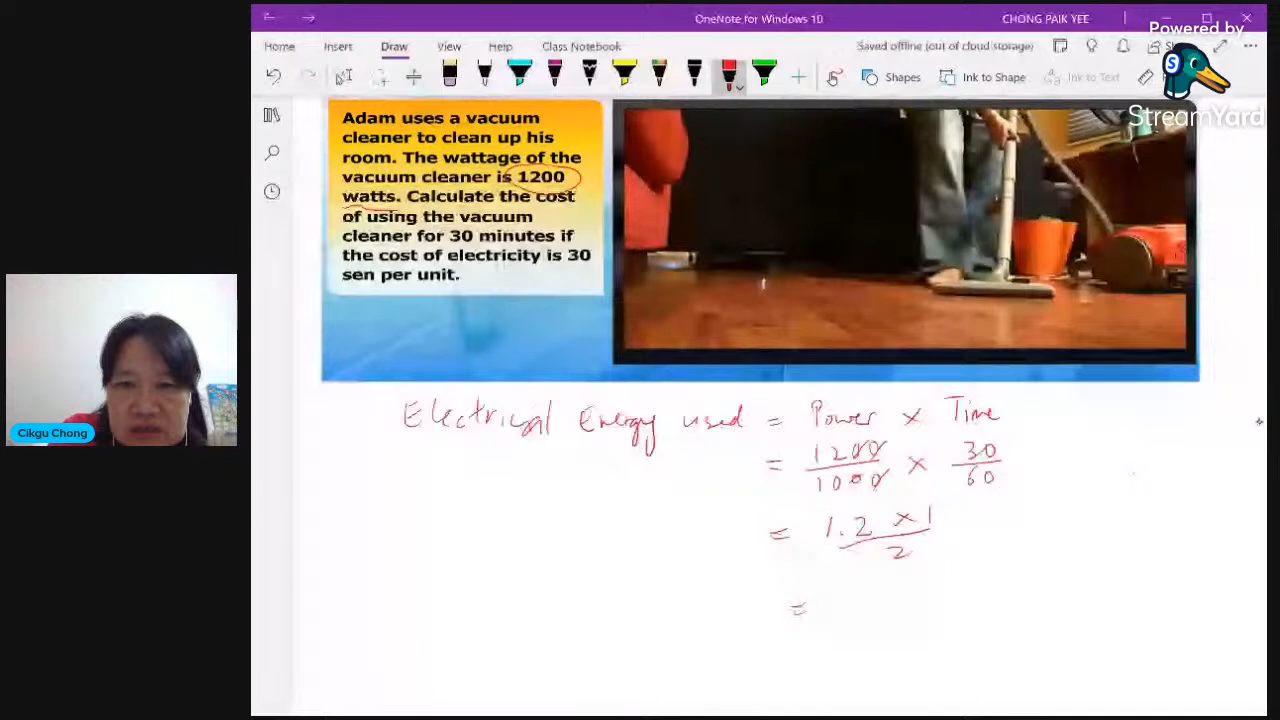 OneNote for Windows 10
CHONG PAIK YEE
Powered by
StreamYard
Home Insert Draw View Help Class Notebook
Saved offline (out of cloud storage)
Shapes Ink to Shape Ink to Text
Adam uses a vacuum
cleaner to clean up his
room. The wattage of the
vacuum cleaner is 1200
watts. Calculate the cost
of using the vacuum
cleaner for 30 minutes if
the cost of electricity is 30
sen per unit.
Cikgu Chong
Electrical Energy used = Power × Time
= 1200/1000 × 30/60
= 1.2 × 1/2
=